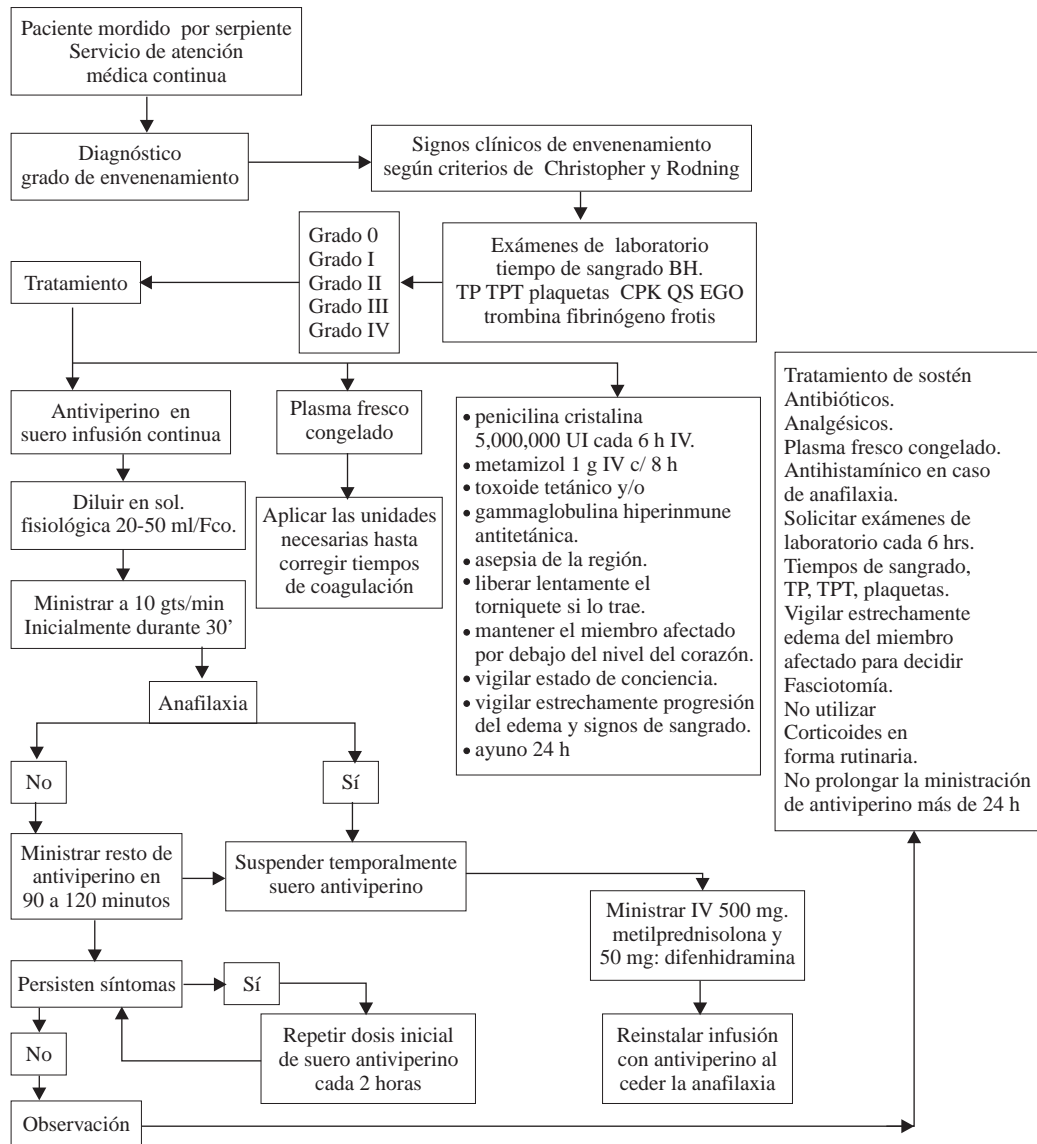 Paciente mordido por serpiente
Servicio de atención
médica continua
Diagnóstico
grado de envenenamiento
Signos clínicos de envenenamiento
según criterios de Christopher y Rodning
Exámenes de laboratorio
tiempo de sangrado BH.
TP TPT plaquetas CPK QS EGO
trombina fibrinógeno frotis
Grado 0
Grado I
Grado II
Grado III
Grado IV
Tratamiento
Antiviperino en
suero infusión continua
Diluir en sol.
fisiológica 20-50 ml/Fco.
Ministrar a 10 gts/min
Inicialmente durante 30’
Plasma fresco
congelado
Aplicar las unidades
necesarias hasta
corregir tiempos
de coagulación
• penicilina cristalina
5,000,000 UI cada 6 h IV.
• metamizol 1 g IV c/ 8 h
• toxoide tetánico y/o
• gammaglobulina hiperinmune
antitetánica.
• asepsia de la región.
• liberar lentamente el
torniquete si lo trae.
• mantener el miembro afectado
por debajo del nivel del corazón.
• vigilar estado de conciencia.
• vigilar estrechamente progresión
del edema y signos de sangrado.
• ayuno 24 h
Anafilaxia
No
Sí
Ministrar resto de
antiviperino en
90 a 120 minutos
Suspender temporalmente
suero antiviperino
Ministrar IV 500 mg.
metilprednisolona y
50 mg: difenhidramina
Reinstalar infusión
con antiviperino al
ceder la anafilaxia
Persisten síntomas
Sí
Repetir dosis inicial
de suero antiviperino
cada 2 horas
No
Observación
Tratamiento de sostén
Antibióticos.
Analgésicos.
Plasma fresco congelado.
Antihistamínico en caso
de anafilaxia.
Solicitar exámenes de
laboratorio cada 6 hrs.
Tiempos de sangrado,
TP, TPT, plaquetas.
Vigilar estrechamente
edema del miembro
afectado para decidir
Fasciotomía.
No utilizar
Corticoides en
forma rutinaria.
No prolongar la ministración
de antiviperino más de 24 h